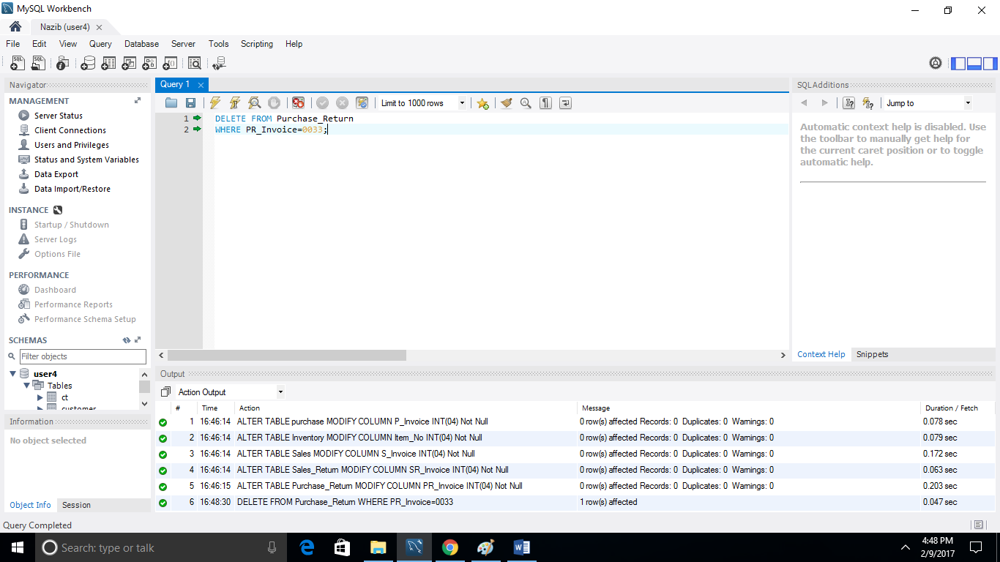 MySQL Workbench
Nazib (user4)
File Edit View Query Database Server Tools Scripting Help
Navigator
MANAGEMENT
Server Status
Client Connections
Users and Privileges
Status and System Variables
Data Export
Data Import/Restore
INSTANCE
Startup / Shutdown
Server Logs
Options File
PERFORMANCE
Dashboard
Performance Reports
Performance Schema Setup
SCHEMAS
Filter objects
user4
Tables
ct
customer
Information
No object selected
Object Info Session
Query 1
Limit to 1000 rows
1 DELETE FROM Purchase_Return
2 WHERE PR_Invoice=0033;
SQLAdditions
Jump to
Automatic context help is disabled. Use
the toolbar to manually get help for
the current caret position or to toggle
automatic help.
Context Help Snippets
Output
Action Output
# Time Action Message Duration / Fetch
1 16:46:14 ALTER TABLE purchase MODIFY COLUMN P_Invoice INT(04) Not Null 0 row(s) affected Records: 0 Duplicates: 0 Warnings: 0 0.078 sec
2 16:46:14 ALTER TABLE Inventory MODIFY COLUMN Item_No INT(04) Not Null 0 row(s) affected Records: 0 Duplicates: 0 Warnings: 0 0.079 sec
3 16:46:14 ALTER TABLE Sales MODIFY COLUMN S_Invoice INT(04) Not Null 0 row(s) affected Records: 0 Duplicates: 0 Warnings: 0 0.172 sec
4 16:46:14 ALTER TABLE Sales_Return MODIFY COLUMN SR_Invoice INT(04) Not Null 0 row(s) affected Records: 0 Duplicates: 0 Warnings: 0 0.063 sec
5 16:46:15 ALTER TABLE Purchase_Return MODIFY COLUMN PR_Invoice INT(04) Not Null 0 row(s) affected Records: 0 Duplicates: 0 Warnings: 0 0.203 sec
6 16:48:30 DELETE FROM Purchase_Return WHERE PR_Invoice=0033 1 row(s) affected 0.047 sec
Query Completed
Search: type or talk
4:48 PM
2/9/2017